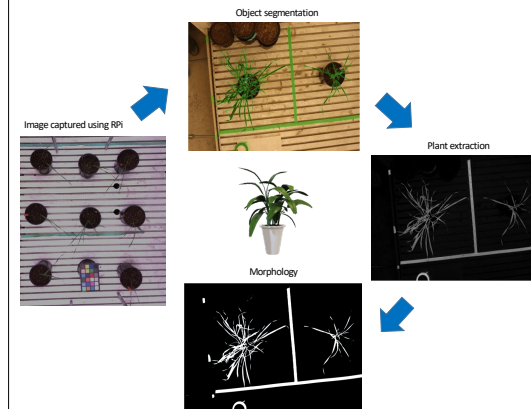 Object segmentation
Image captured using RPi
Plant extraction
Morphology